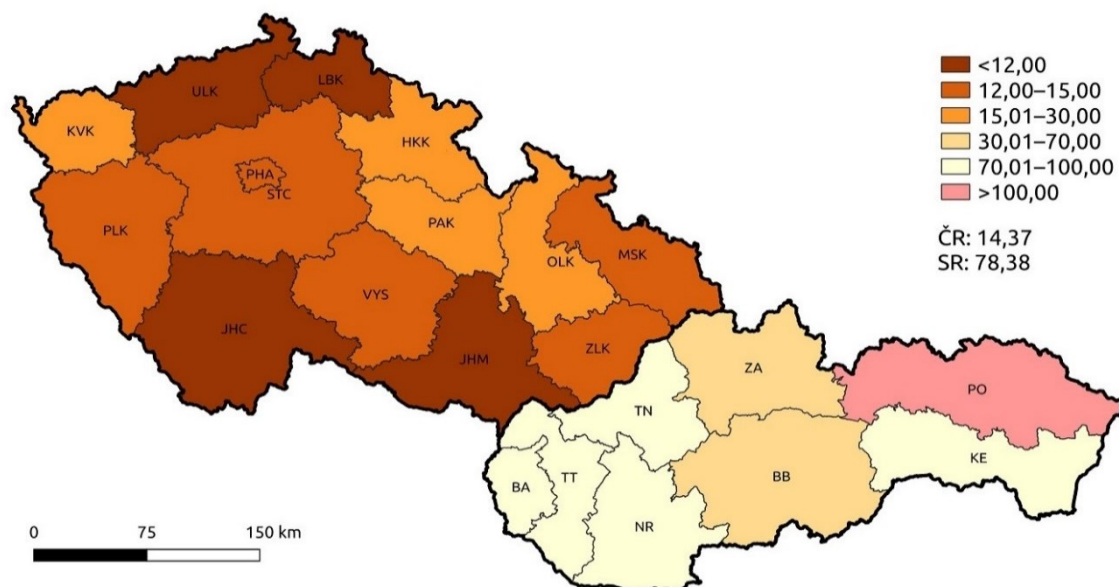 <12,00
12,00–15,00
15,01–30,00
30,01–70,00
70,01–100,00
>100,00
ČR: 14,37
SR: 78,38
ULK
LBK
KVK
HKK
PHA
STC
PAK
PLK
OLK
MSK
VYS
JHC
JHM
ZLK
ZA
PO
TN
KE
BA
TT
BB
NR
0 75 150 km